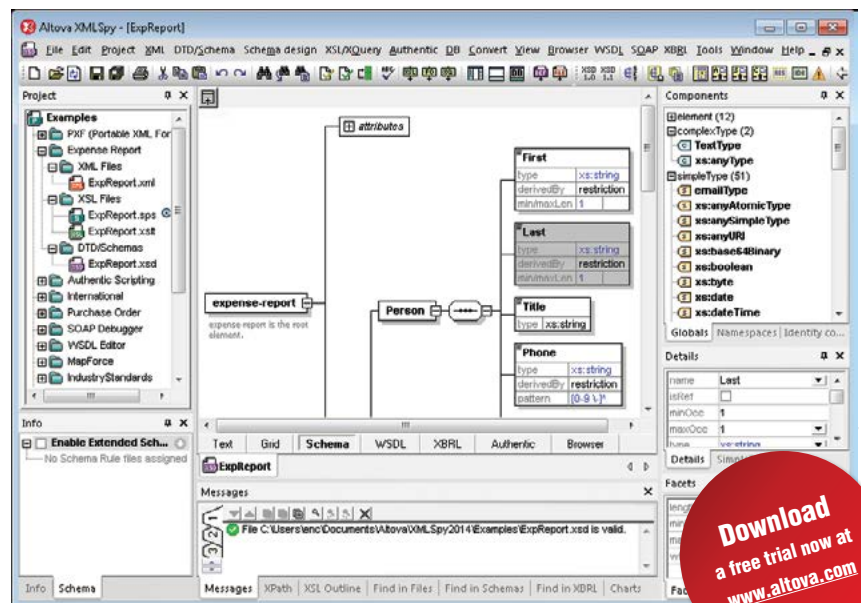 Altova XMLSpy - [ExpReport]
File Edit Project XML DTD/Schema Schema design XSL/XQuery Authentic DB Convert View Browser WSDL SOAP XBRL Tools Window Help
Project
Examples
PXF (Portable XML For
Expense Report
XML Files
ExpReport.xml
XSL Files
ExpReport.sps
ExpReport.xslt
DTD/Schemas
ExpReport.xsd
Authentic Scripting
International
Purchase Order
SOAP Debugger
WSDL Editor
MapForce
IndustryStandards
Info
Enable Extended Sch...
No Schema Rule files assigned
Info Schema
attributes
expense-report
expense-report is the root
element.
Person
First
type xs:string
derivedBy restriction
min/maxLen 1
Last
type xs:string
derivedBy restriction
min/maxLen 1
Title
type xs:string
Phone
type xs:string
derivedBy restriction
pattern
Text Grid Schema WSDL XBRL Authentic Browser
ExpReport
Messages
File C:\Users\enc\Documents\Altova\XMLSpy2014\Examples\ExpReport.xsd is valid.
Messages XPath XSL Outline Find in Files Find in Schemas Find in XBRL Charts
Components
element (12)
complexType (2)
TextType
xs:anyType
simpleType (51)
emailType
xs:anyAtomicType
xs:anySimpleType
xs:anyURI
xs:base64Binary
xs:boolean
xs:byte
xs:date
xs:dateTime
Globals Namespaces Identity co...
Details
name Last
isRef
minOcc 1
maxOcc 1
type xs:string
Details
Facets
Download
a free trial now at
www.altova.com